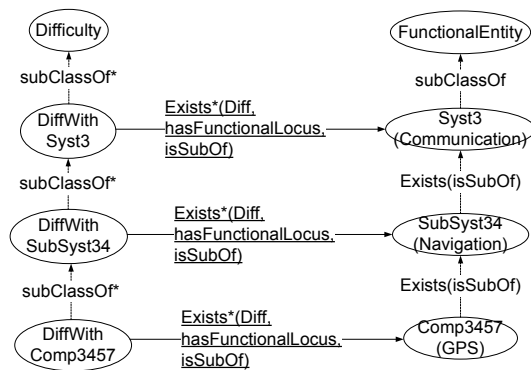 Difficulty
FunctionalEntity
subClassOf*
subClassOf
DiffWith
Syst3
Exists*(Diff,
hasFunctionalLocus,
isSubOf)
Syst3
(Communication)
subClassOf*
Exists(isSubOf)
DiffWith
SubSyst34
Exists*(Diff,
hasFunctionalLocus,
isSubOf)
SubSyst34
(Navigation)
subClassOf*
Exists(isSubOf)
DiffWith
Comp3457
Exists*(Diff,
hasFunctionalLocus,
isSubOf)
Comp3457
(GPS)